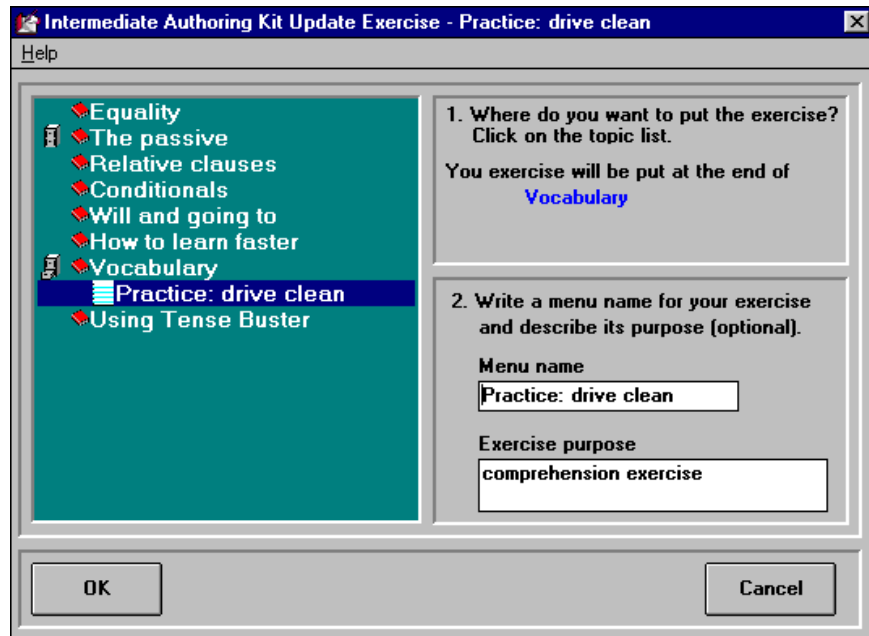 Intermediate Authoring Kit Update Exercise - Practice: drive clean
Help
Equality
The passive
Relative clauses
Conditionals
Will and going to
How to learn faster
Vocabulary
Practice: drive clean
Using Tense Buster
1. Where do you want to put the exercise?
Click on the topic list.
You exercise will be put at the end of
Vocabulary
2. Write a menu name for your exercise
and describe its purpose (optional).
Menu name
Practice: drive clean
Exercise purpose
comprehension exercise
OK
Cancel